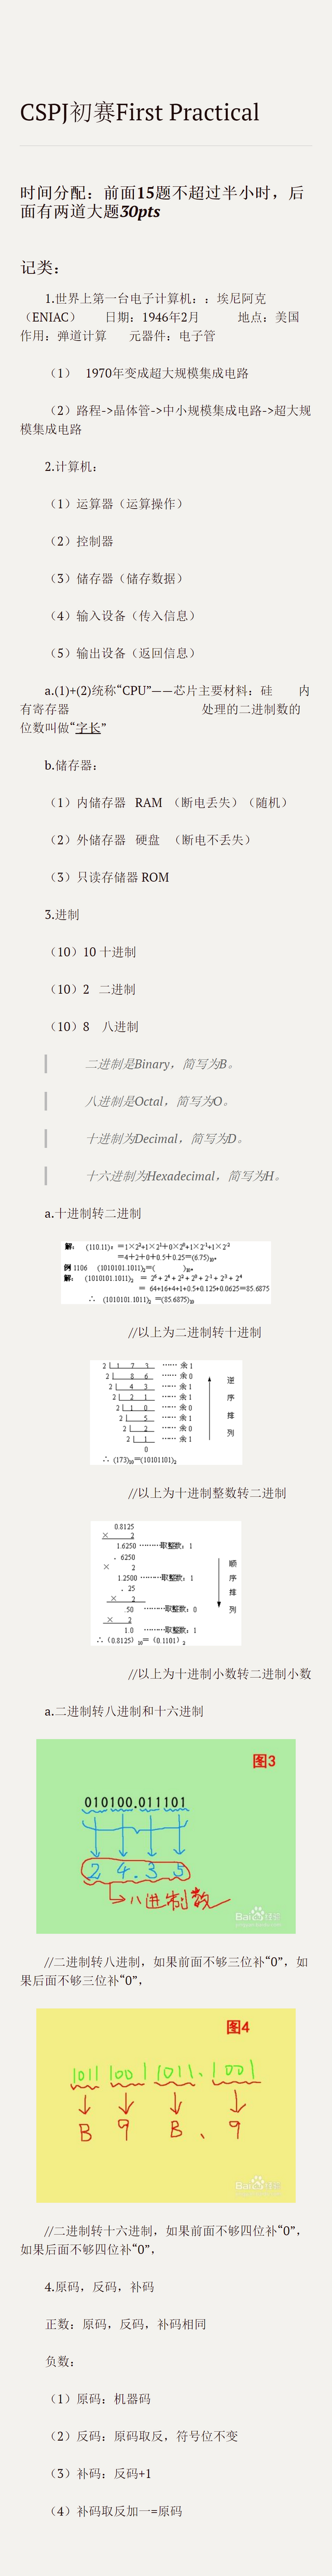 CSPJ初赛First Practical
时间分配：前面15题不超过半小时，后
面有两道大题30pts
记类：
1.世界上第一台电子计算机：：埃尼阿克
（ENIAC） 日期：1946年2月 地点：美国
作用：弹道计算 元器件：电子管
（1） 1970年变成超大规模集成电路
（2）路程->晶体管->中小规模集成电路->超大规
模集成电路
2.计算机：
（1）运算器（运算操作）
（2）控制器
（3）储存器（储存数据）
（4）输入设备（传入信息）
（5）输出设备（返回信息）
a.(1)+(2)统称“CPU”——芯片主要材料：硅 内
有寄存器 处理的二进制数的
位数叫做“字长”
b.储存器：
（1）内储存器 RAM （断电丢失）（随机）
（2）外储存器 硬盘 （断电不丢失）
（3）只读存储器 ROM
3.进制
（10）10 十进制
（10）2 二进制
（10）8 八进制
二进制是Binary，简写为B。
八进制是Octal，简写为O。
十进制为Decimal，简写为D。
十六进制为Hexadecimal，简写为H。
a.十进制转二进制
解： (110.11)₂＝1×2²+1×2¹＋0×2⁰+1×2⁻¹+1×2⁻²
＝4＋2＋0＋0.5＋0.25＝(6.75)₁₀。
例 1106 (1010101.1011)₂＝( )₁₀。
解： (1010101.1011)₂ ＝ 2⁶ + 2⁴ + 2² + 2⁰ + 2⁻¹ + 2⁻³ + 2⁻⁴
＝ 64+16+4+1+0.5+0.125+0.0625＝85.6875
∴ (1010101.1011)₂ ＝(85.6875)₁₀
//以上为二进制转十进制
2 1 7 3 …… 余 1
2 8 6 …… 余 0
2 4 3 …… 余 1
2 2 1 …… 余 1
2 1 0 …… 余 0
2 5 …… 余 1
2 2 …… 余 0
2 1 …… 余 1
0
逆序排列
∴ (173)₁₀＝(10101101)₂
//以上为十进制整数转二进制
0.8125
× 2
1.6250 ………取整数：1
．6250
× 2
1.2500 ………取整数：1
．25
× 2
.50 ………取整数：0
× 2
1.0 ………取整数：1
顺序排列
∴（0.8125）₁₀＝（0.1101）₂
//以上为十进制小数转二进制小数
a.二进制转八进制和十六进制
图3
010100.011101
2 4 . 3 5
八进制数
Baidu经验
//二进制转八进制，如果前面不够三位补“0”，如
果后面不够三位补“0”，
图4
1011 1001 1011 . 1001
B 9 B . 9
Baidu经验
//二进制转十六进制，如果前面不够四位补“0”，
如果后面不够四位补“0”，
4.原码，反码，补码
正数：原码，反码，补码相同
负数：
（1）原码：机器码
（2）反码：原码取反，符号位不变
（3）补码：反码+1
（4）补码取反加一=原码